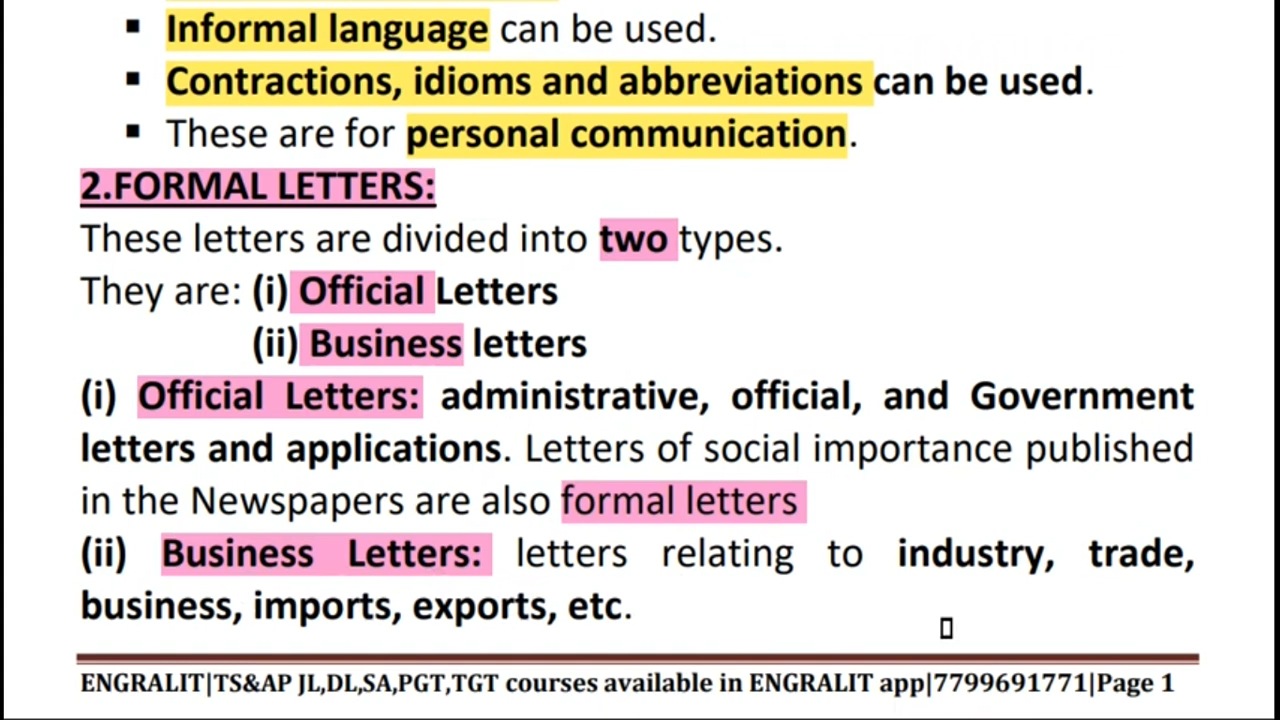 ▪ Informal language can be used.
▪ Contractions, idioms and abbreviations can be used.
▪ These are for personal communication.
2.FORMAL LETTERS:
These letters are divided into two types.
They are: (i) Official Letters
(ii) Business letters
(i) Official Letters: administrative, official, and Government
letters and applications. Letters of social importance published
in the Newspapers are also formal letters
(ii) Business Letters: letters relating to industry, trade,
business, imports, exports, etc.
ENGRALIT|TS&AP JL,DL,SA,PGT,TGT courses available in ENGRALIT app|7799691771|Page 1